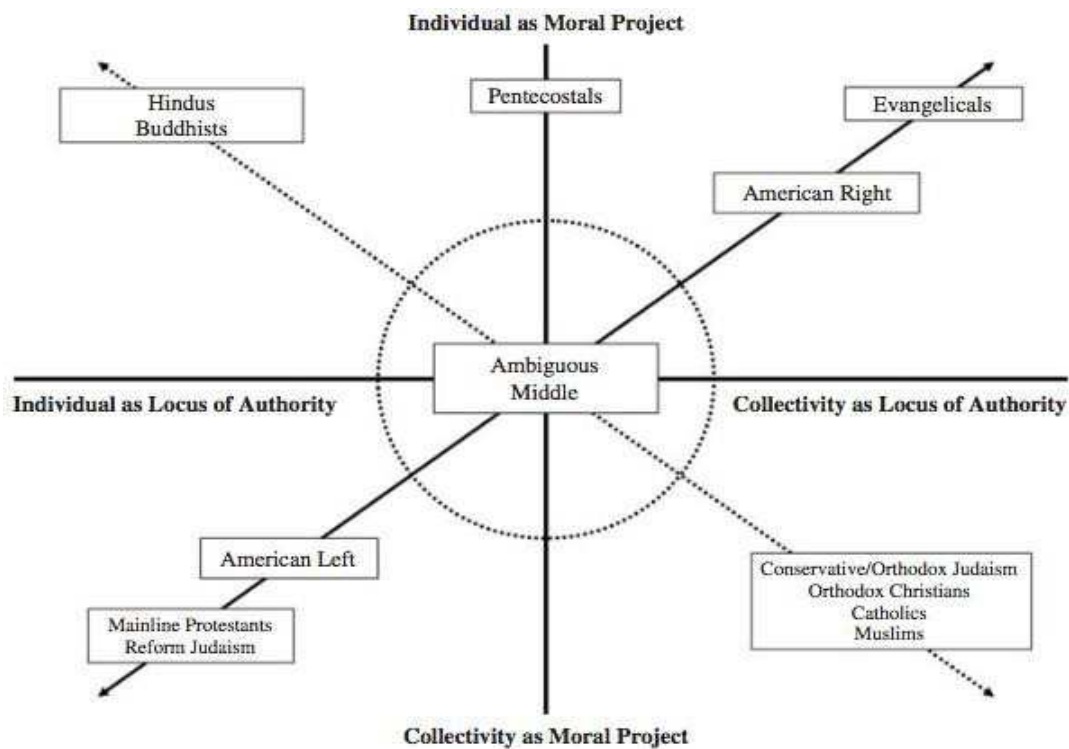 Individual as Moral Project
Hindus
Buddhists
Pentecostals
Evangelicals
American Right
Ambiguous
Middle
Individual as Locus of Authority
Collectivity as Locus of Authority
American Left
Mainline Protestants
Reform Judaism
Conservative/Orthodox Judaism
Orthodox Christians
Catholics
Muslims
Collectivity as Moral Project